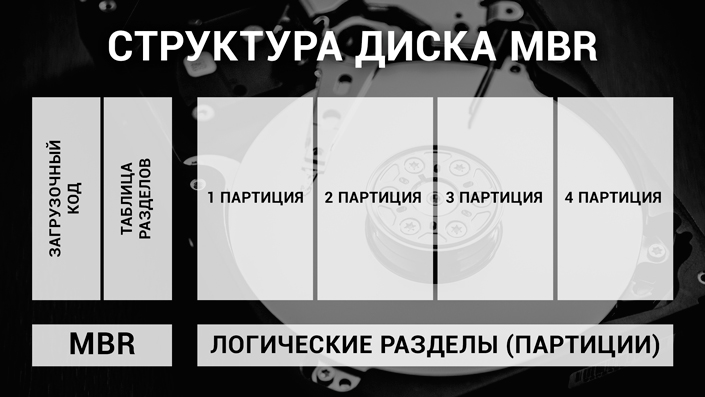 СТРУКТУРА ДИСКА MBR
ЗАГРУЗОЧНЫЙ
КОД
ТАБЛИЦА
РАЗДЕЛОВ
1 ПАРТИЦИЯ
2 ПАРТИЦИЯ
3 ПАРТИЦИЯ
4 ПАРТИЦИЯ
MBR
ЛОГИЧЕСКИЕ РАЗДЕЛЫ (ПАРТИЦИИ)